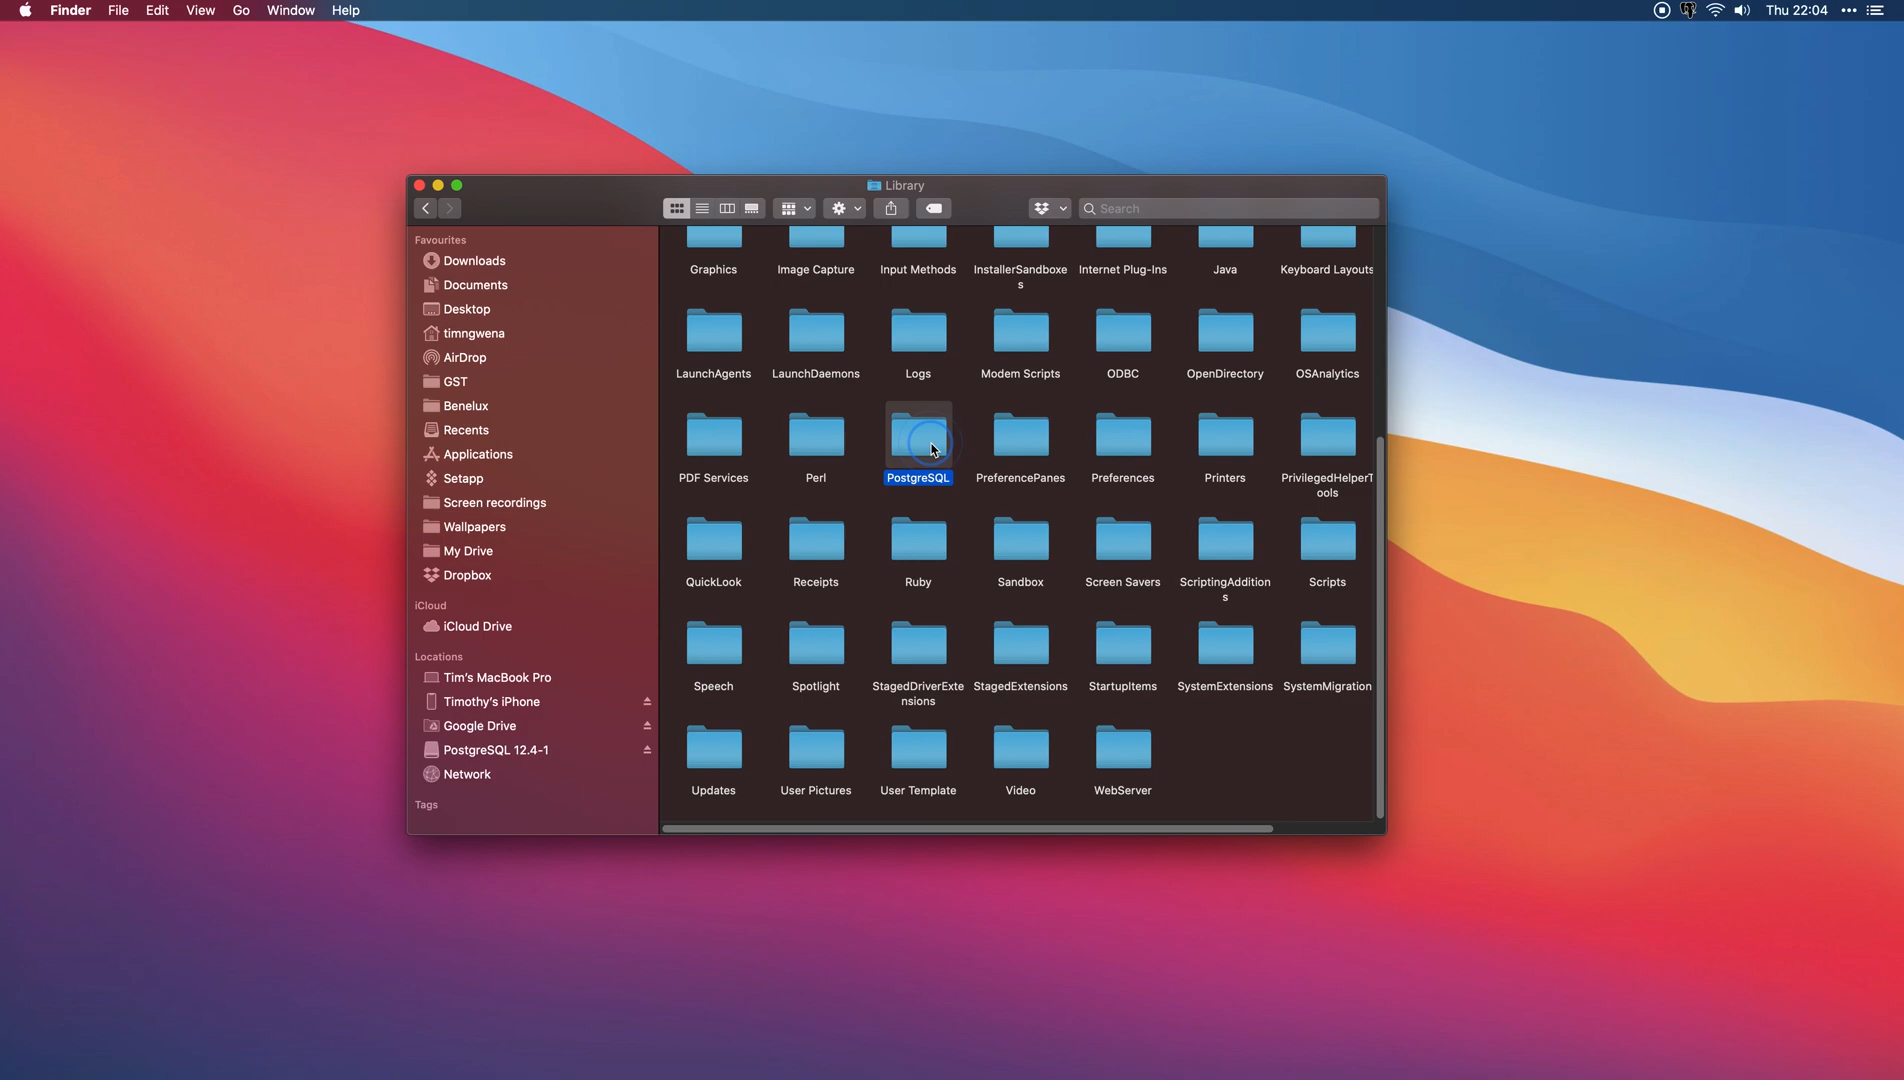 Finder File Edit View Go Window Help
Thu 22:04
Library
Search
Favourites
Downloads
Documents
Desktop
timngwena
AirDrop
GST
Benelux
Recents
Applications
Setapp
Screen recordings
Wallpapers
My Drive
Dropbox
iCloud
iCloud Drive
Locations
Tim's MacBook Pro
Timothy's iPhone
Google Drive
PostgreSQL 12.4-1
Network
Tags
Graphics Image Capture Input Methods InstallerSandboxe Internet Plug-Ins Java Keyboard Layouts
s
LaunchAgents LaunchDaemons Logs Modem Scripts ODBC OpenDirectory OSAnalytics
PDF Services Perl PostgreSQL PreferencePanes Preferences Printers PrivilegedHelperT
ools
QuickLook Receipts Ruby Sandbox Screen Savers ScriptingAddition Scripts
s
Speech Spotlight StagedDriverExte StagedExtensions StartupItems SystemExtensions SystemMigration
nsions
Updates User Pictures User Template Video WebServer